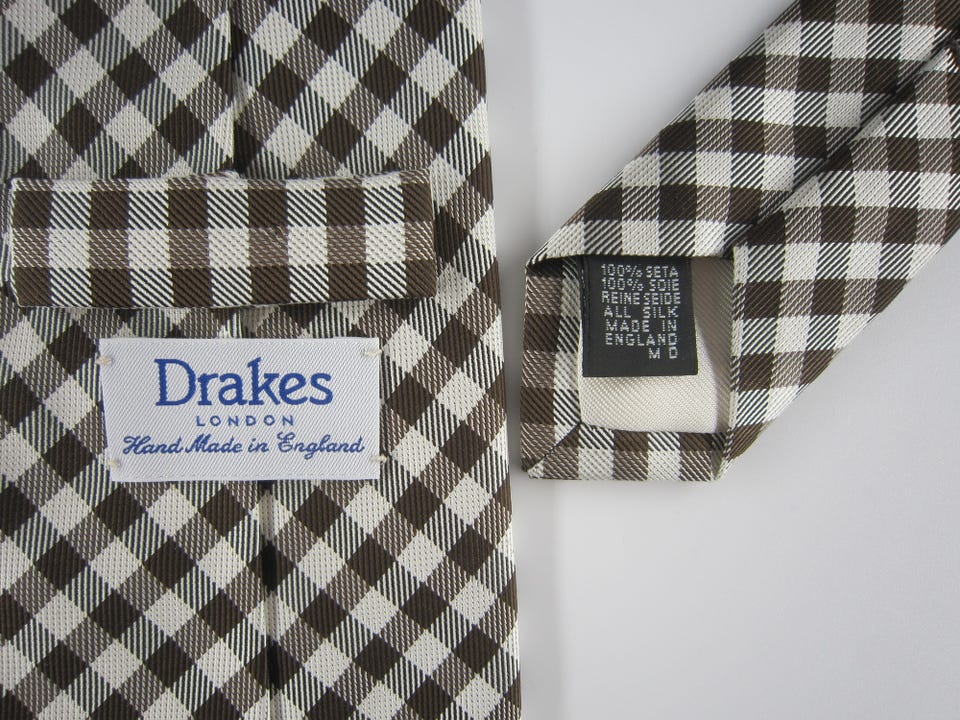 Drakes
LONDON
Hand Made in England
100% SETA
100% SOIE
REINE SEIDE
ALL SILK
MADE IN
ENGLAND
M D